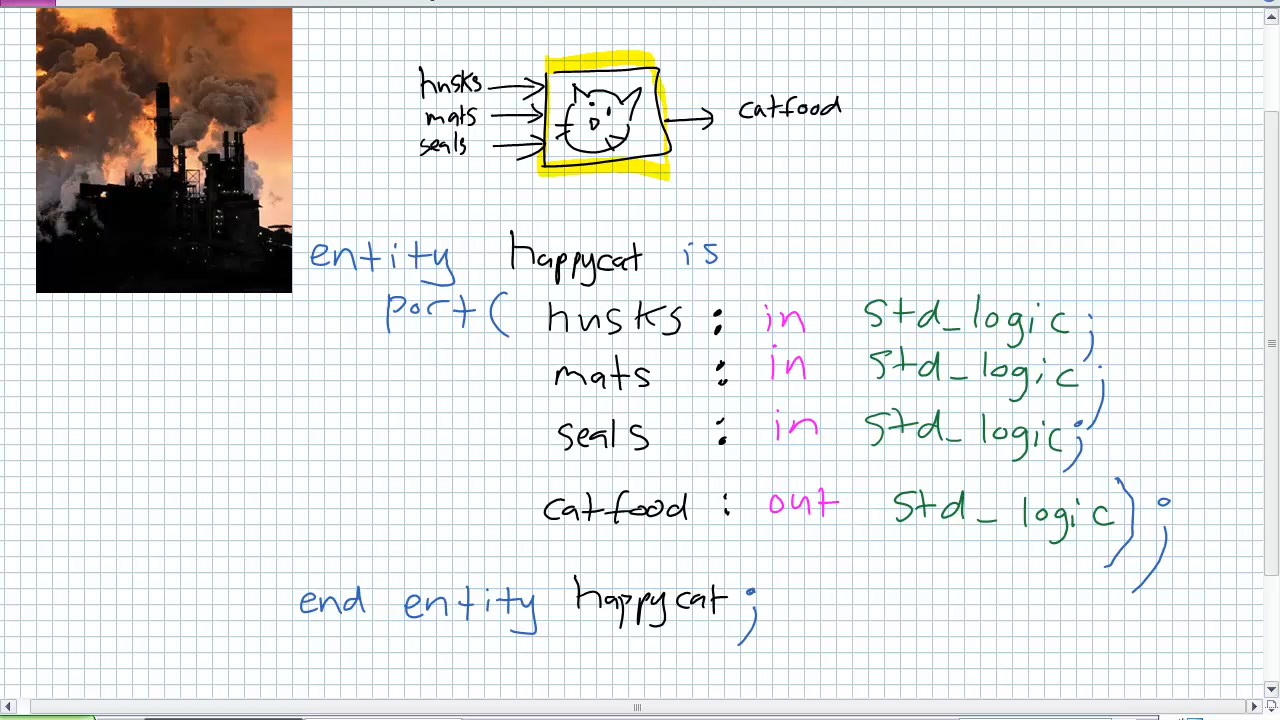 husks
mats
seals
catfood
entity happycat is
port( husks : in std_logic;
mats : in std_logic;
seals : in std_logic;
catfood : out std_logic);
end entity happycat;